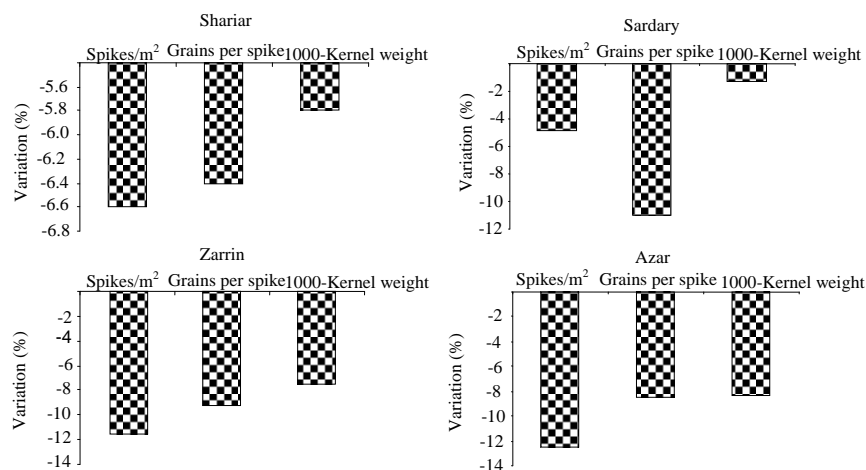 Shariar
Spikes/m² Grains per spike 1000-Kernel weight
-5.6
-5.8
-6.0
-6.2
-6.4
-6.6
-6.8
Variation (%)
Sardary
Spikes/m² Grains per spike 1000-Kernel weight
-2
-4
-6
-8
-10
-12
Variation (%)
Zarrin
Spikes/m² Grains per spike 1000-Kernel weight
-2
-4
-6
-8
-10
-12
-14
Variation (%)
Azar
Spikes/m² Grains per spike 1000-Kernel weight
-2
-4
-6
-8
-10
-12
-14
Variation (%)